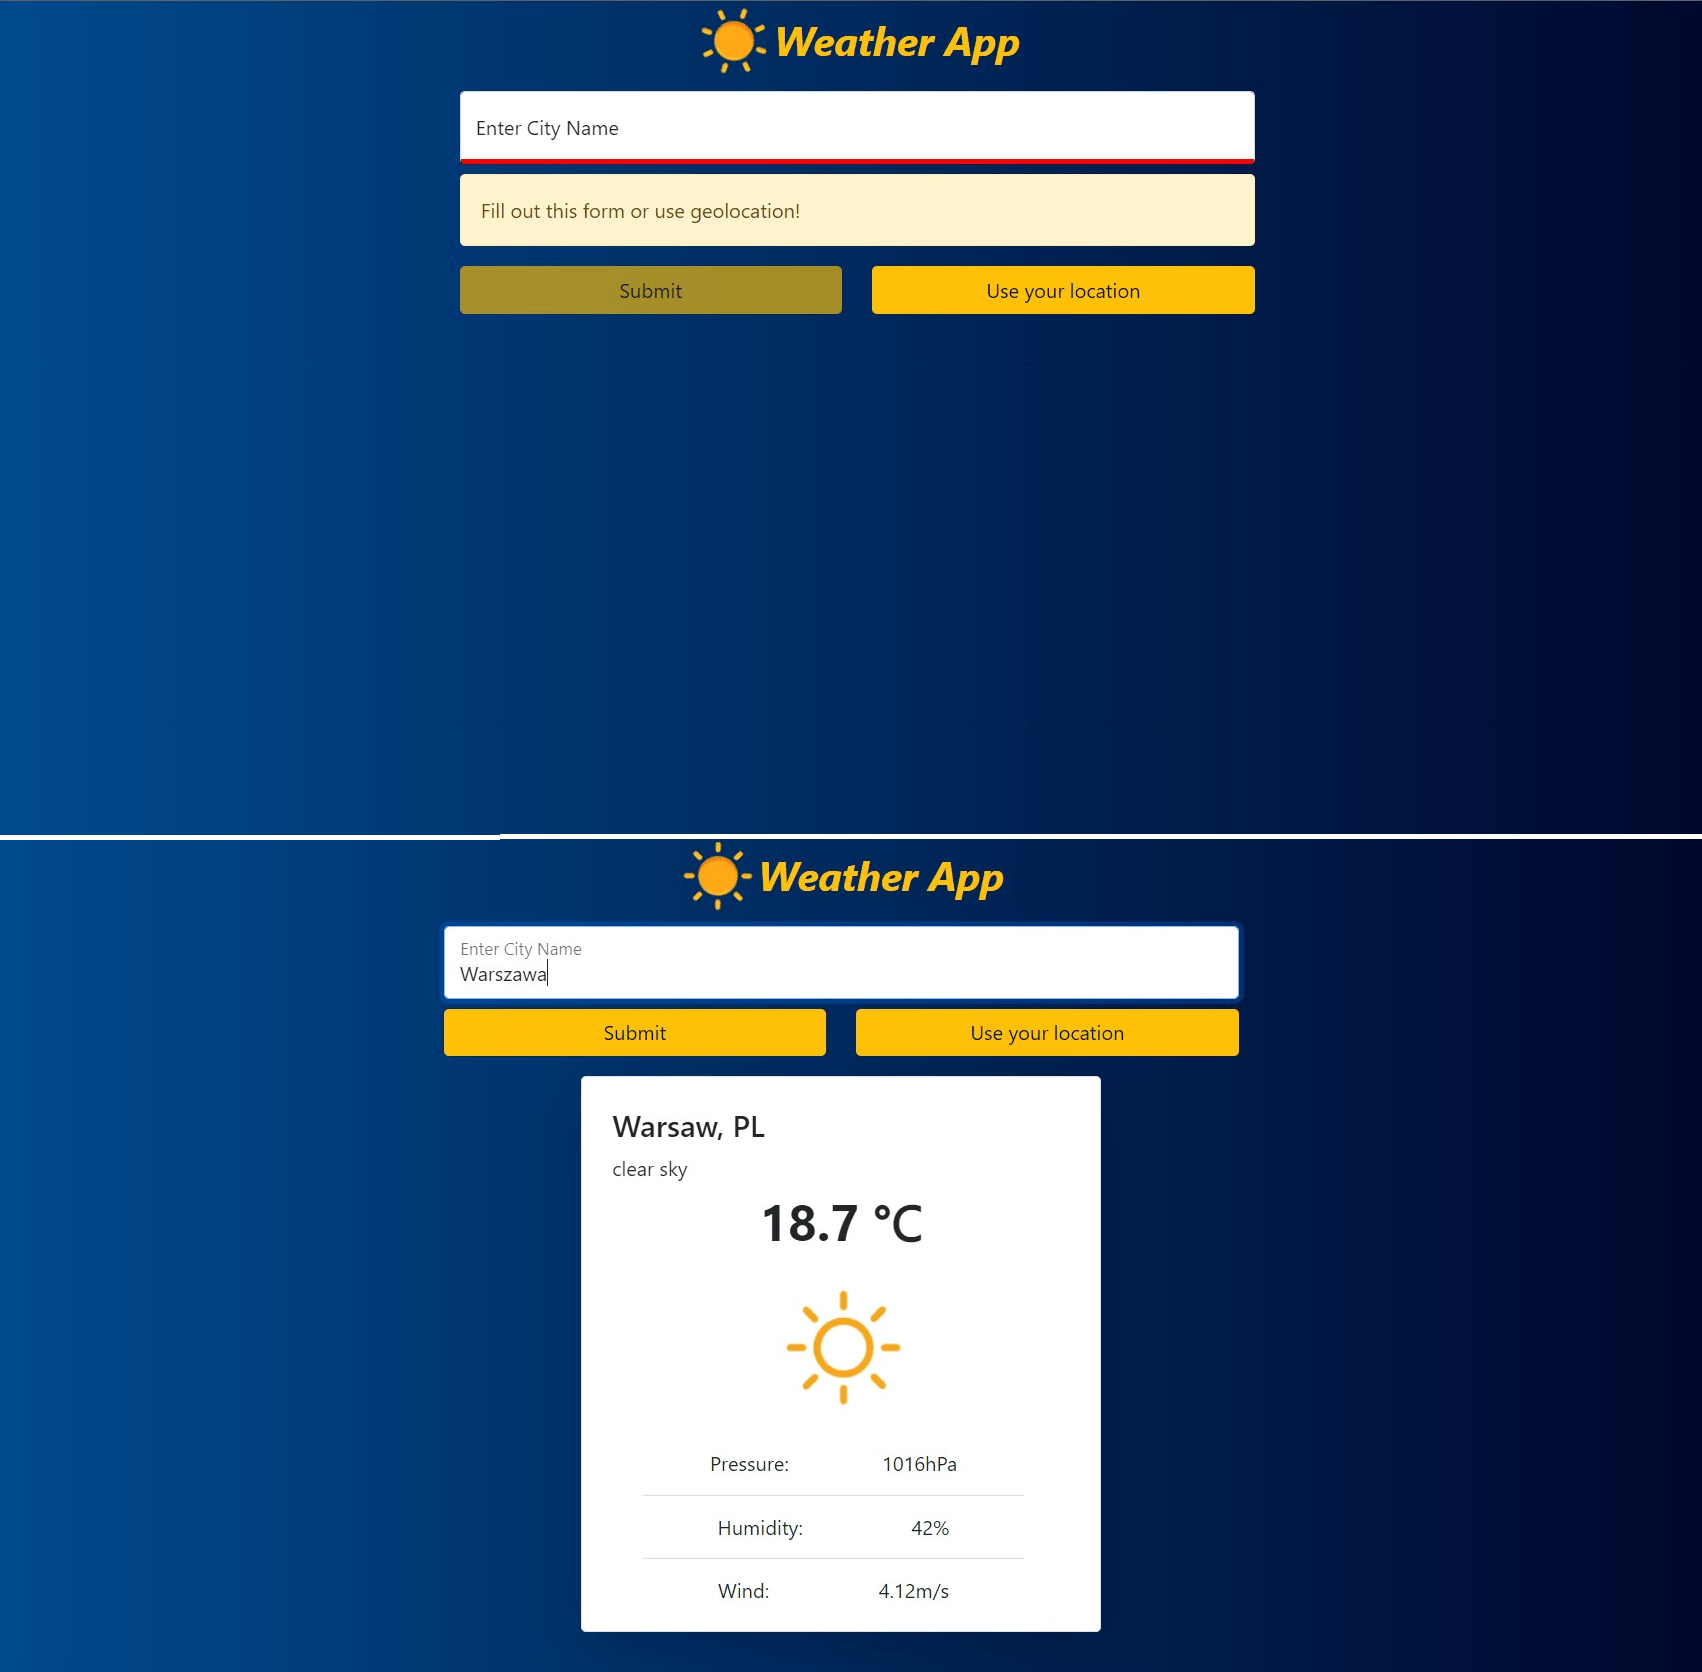 Weather App
Enter City Name
Fill out this form or use geolocation!
Submit Use your location
Weather App
Enter City Name
Warszawa
Submit Use your location
Warsaw, PL
clear sky
18.7 °C
Pressure: 1016hPa
Humidity: 42%
Wind: 4.12m/s